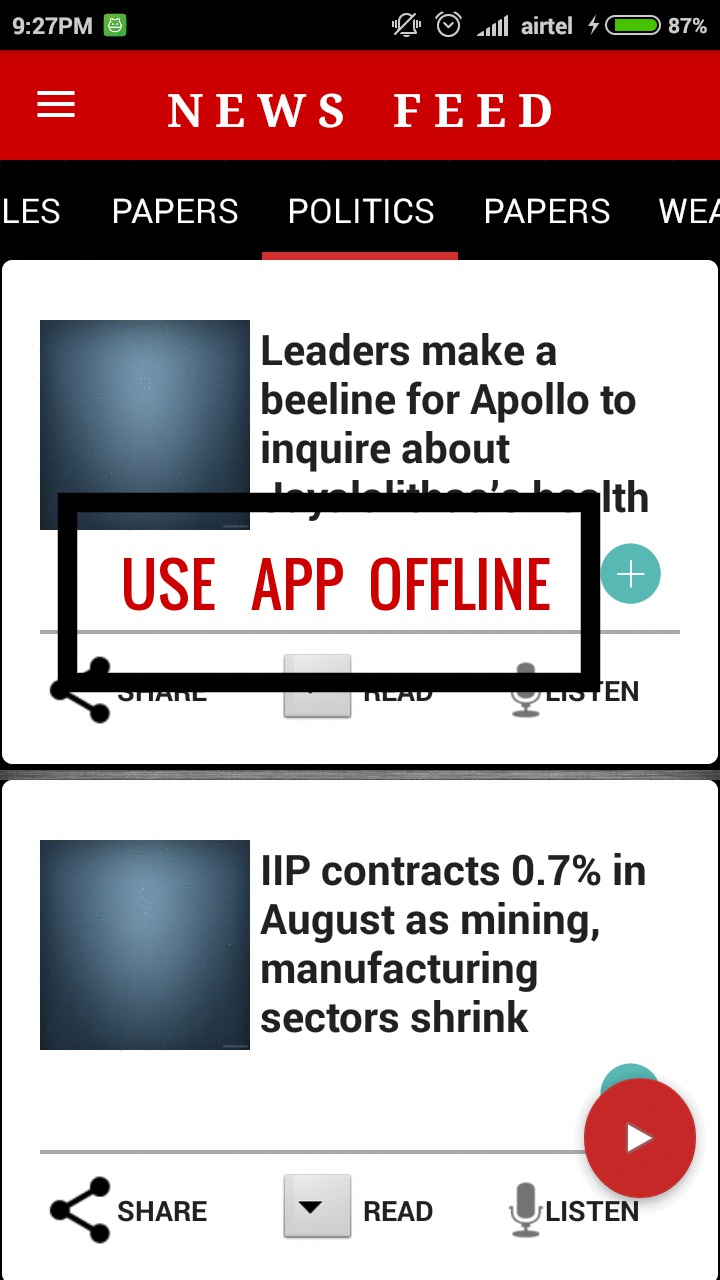 9:27PM airtel 87%
NEWS FEED
LES PAPERS POLITICS PAPERS WEA
Leaders make a
beeline for Apollo to
inquire about
Jayalalithaa's health
USE APP OFFLINE
SHARE READ LISTEN
IIP contracts 0.7% in
August as mining,
manufacturing
sectors shrink
SHARE READ LISTEN